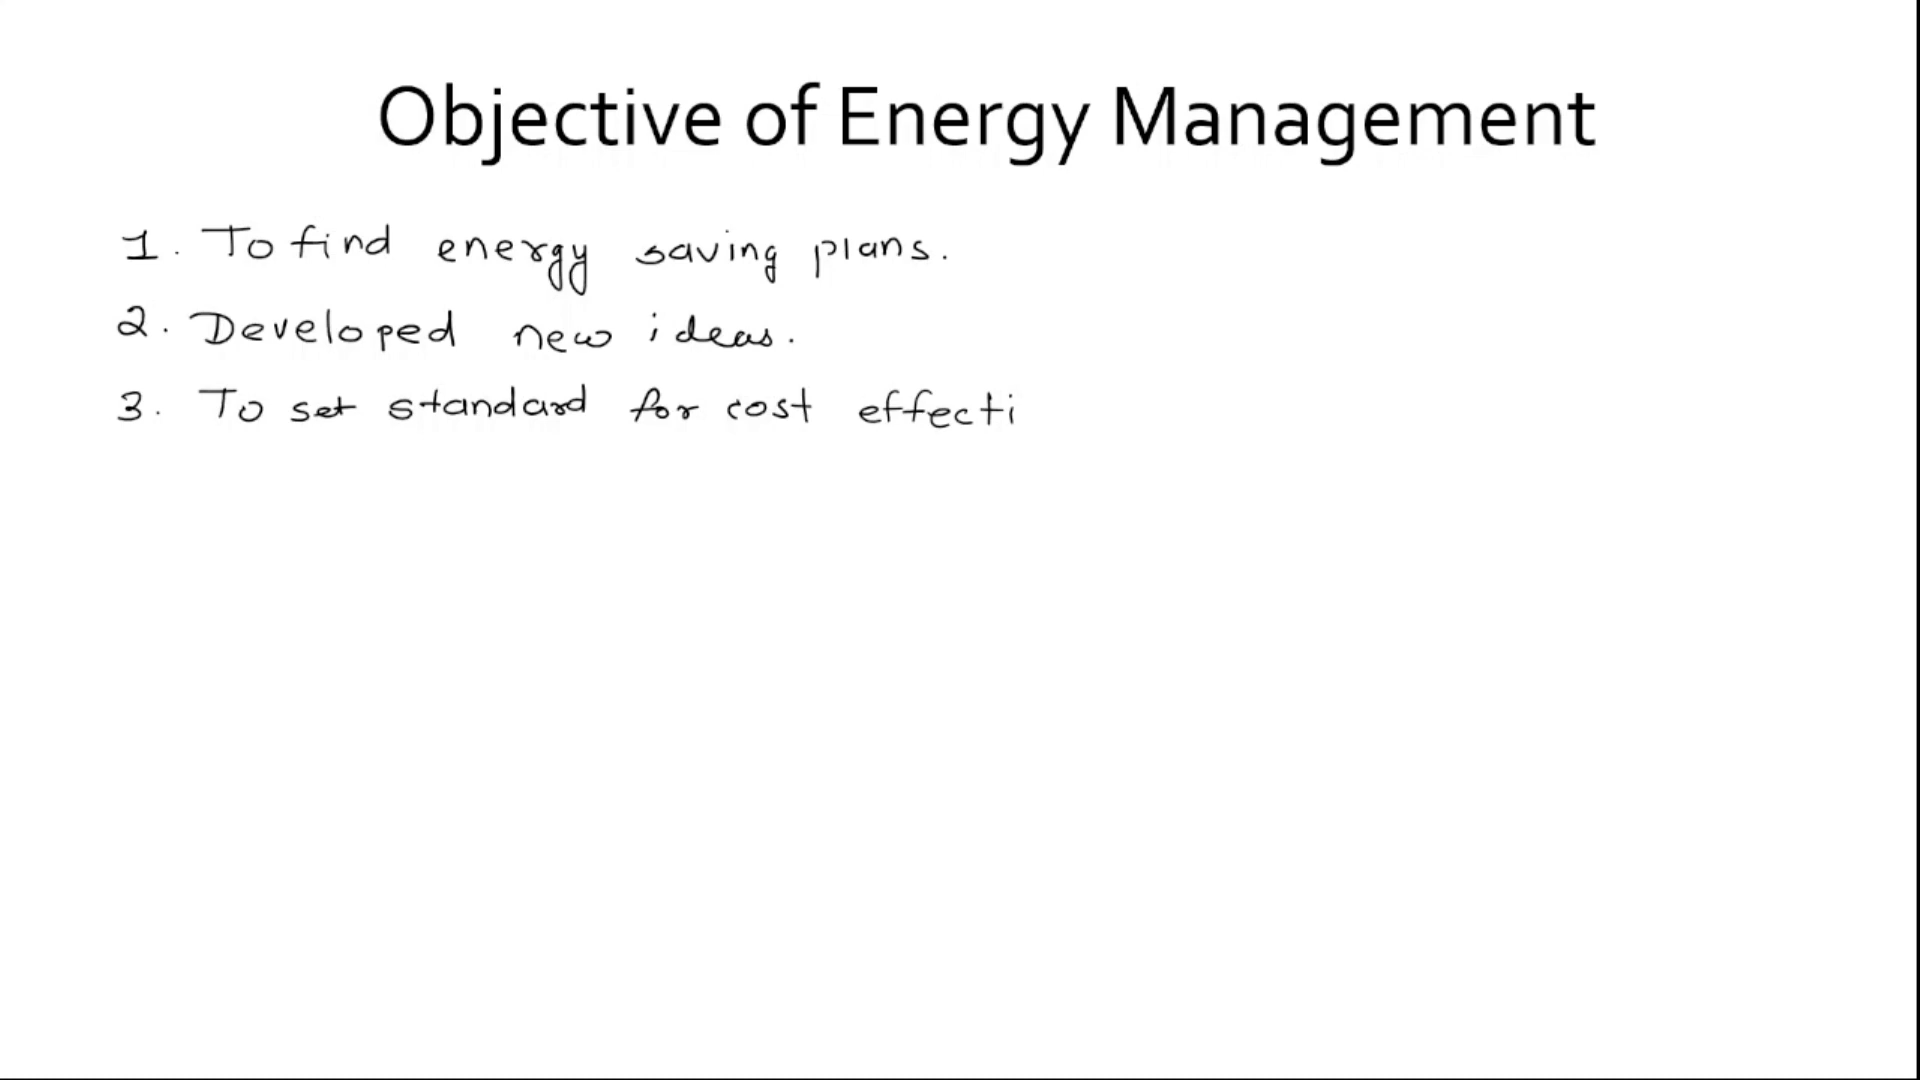 Objective of Energy Management
1. To find energy saving plans.
2. Developed new ideas.
3. To set standard for cost effecti